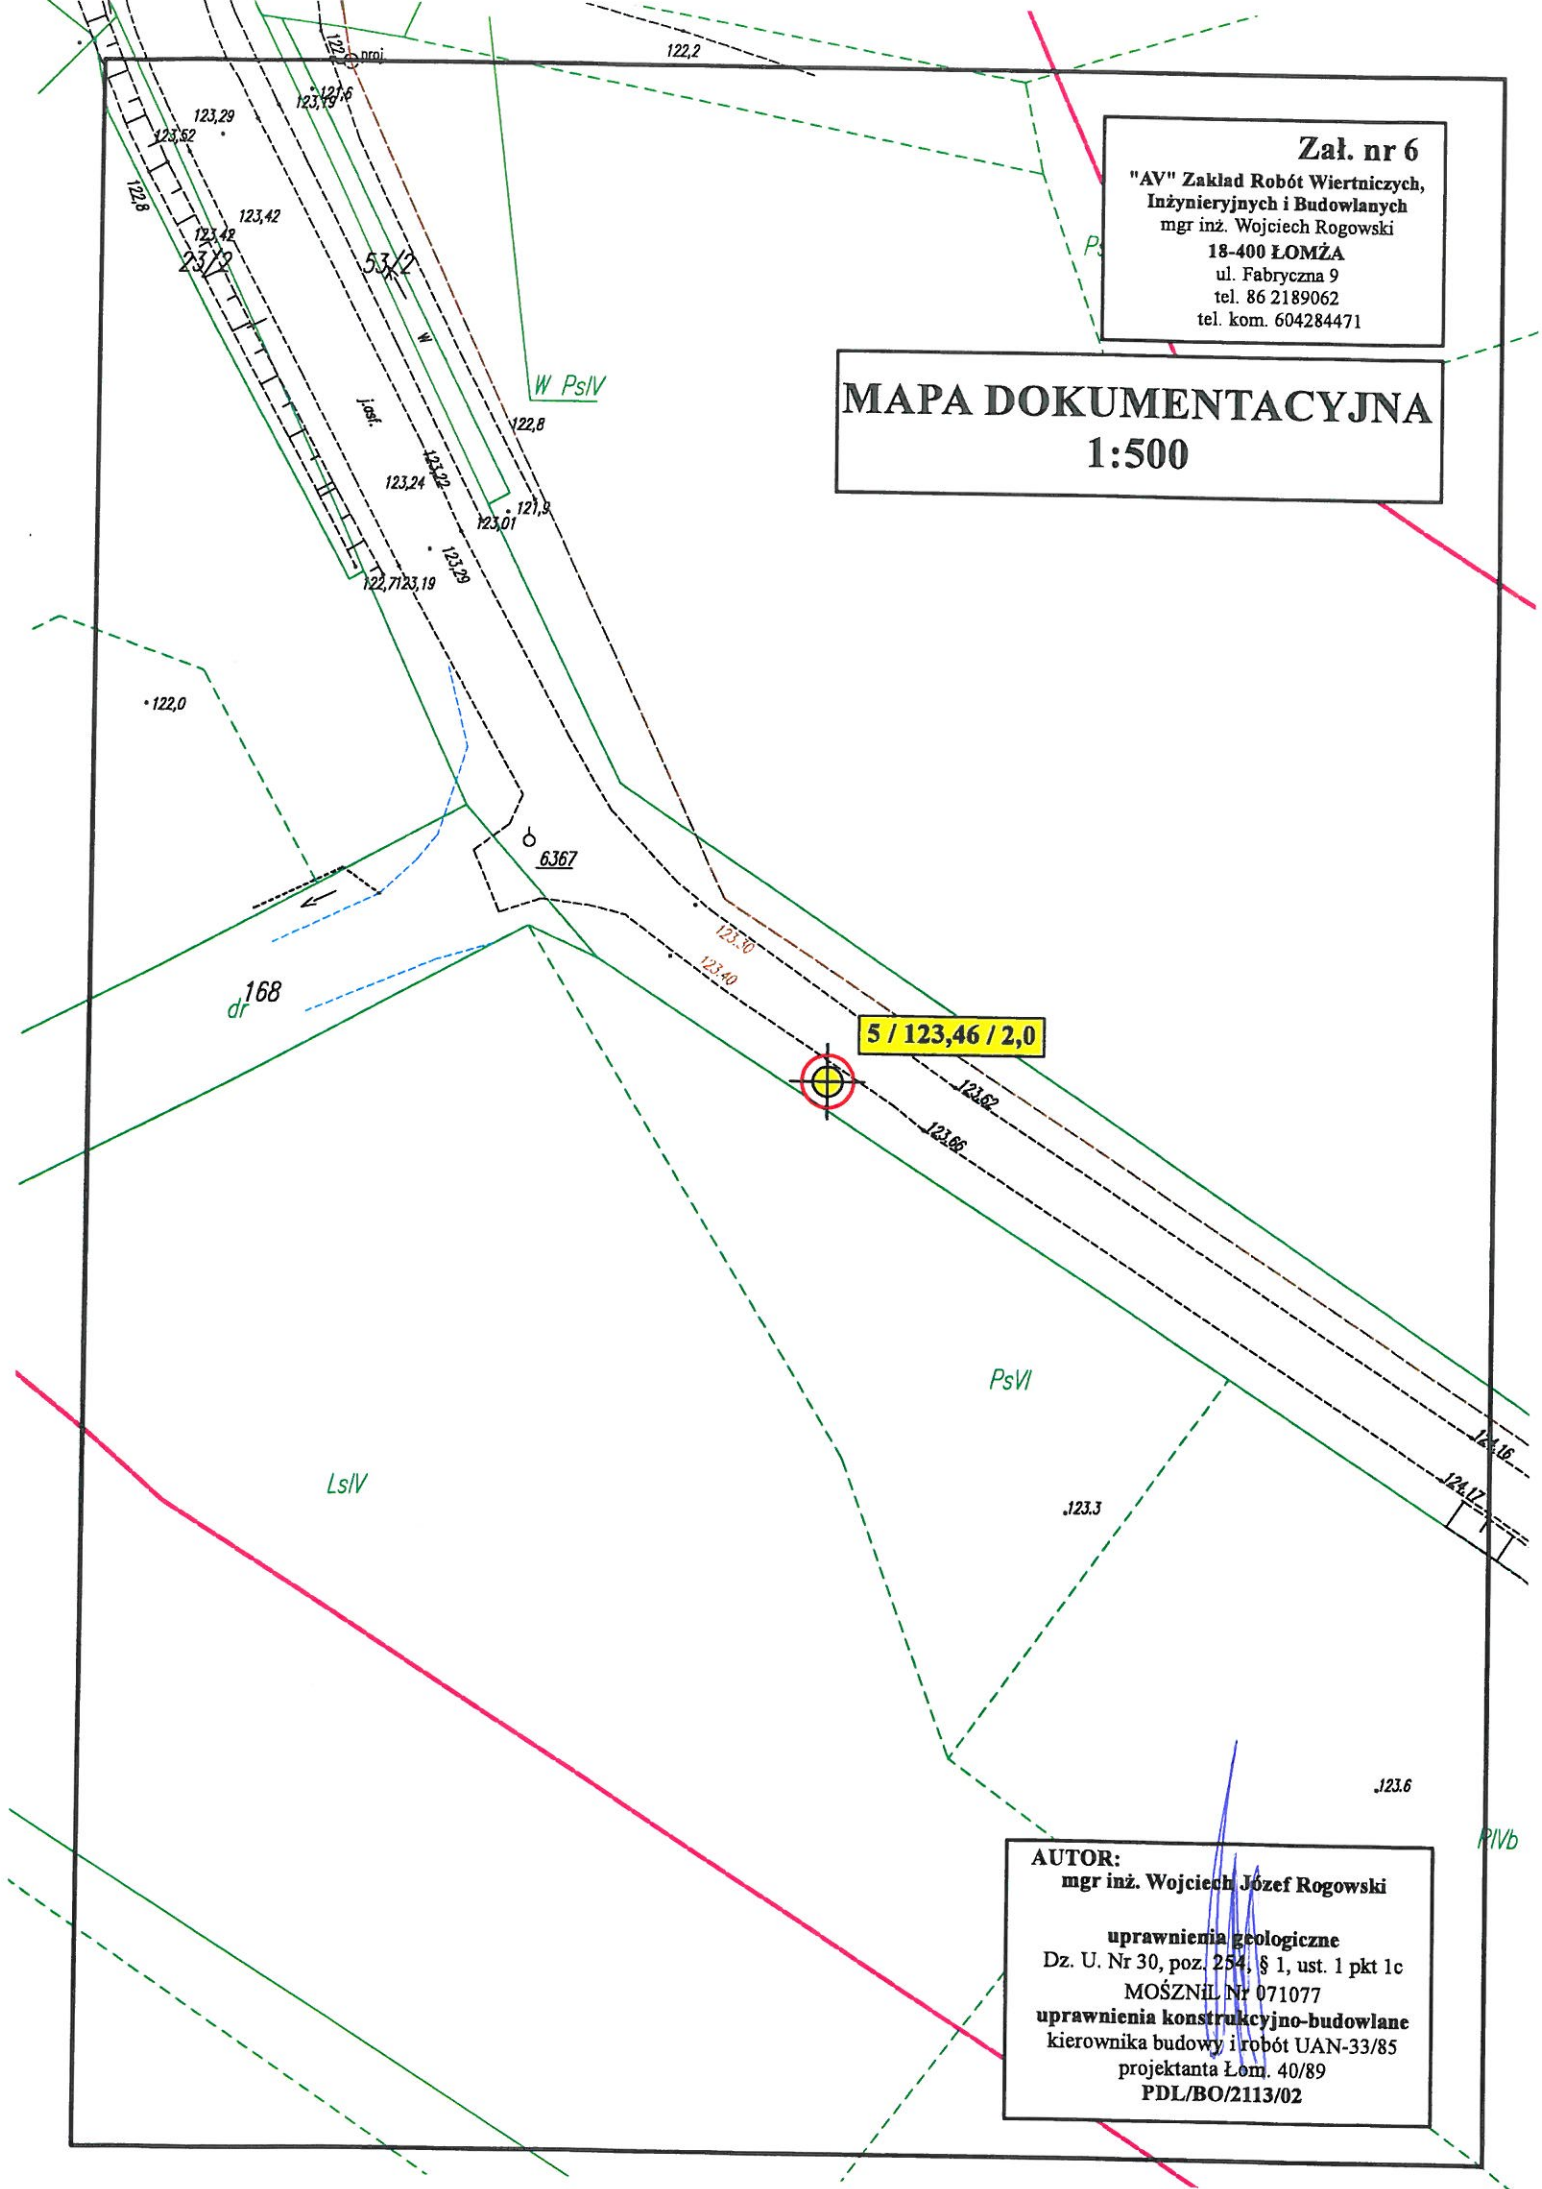 122,2
proj.
121,6
123,19
123,29
123,52
122,8
123,42
123,42
23/2
53/2
W
Zał. nr 6
"AV" Zakład Robót Wiertniczych,
Inżynieryjnych i Budowlanych
mgr inż. Wojciech Rogowski
18-400 ŁOMŻA
ul. Fabryczna 9
tel. 86 2189062
tel. kom. 604284471
MAPA DOKUMENTACYJNA
1:500
W PsIV
j.asf.
122,8
123,22
123,24
121,9
123,01
123,29
122,7
123,19
122,0
6367
123.30
123.40
dr 168
5 / 123,46 / 2,0
123.62
123.66
PsVI
124.16
124.17
LsIV
123.3
123.6
RIVb
AUTOR:
mgr inż. Wojciech Józef Rogowski
uprawnienia geologiczne
Dz. U. Nr 30, poz. 254, § 1, ust. 1 pkt 1c
MOŚZNiL Nr 071077
uprawnienia konstrukcyjno-budowlane
kierownika budowy i robót UAN-33/85
projektanta Łom. 40/89
PDL/BO/2113/02